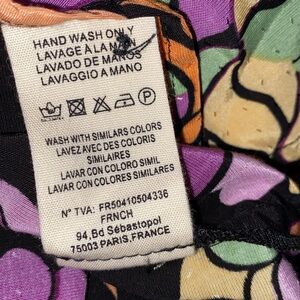 HAND WASH ONLY
LAVAGE A LA MAIN
LAVADO DE MANOS
LAVAGGIO A MANO
P
WASH WITH SIMILARS COLORS
LAVEZ AVEC DES COLORIS
SIMILAIRES
LAVAR CON COLORO SIMIL
LAVAR CON COLORES SIMILARES
N° TVA: FR50410504336
FRNCH
94,Bd Sébastopol
75003 PARIS.FRANCE